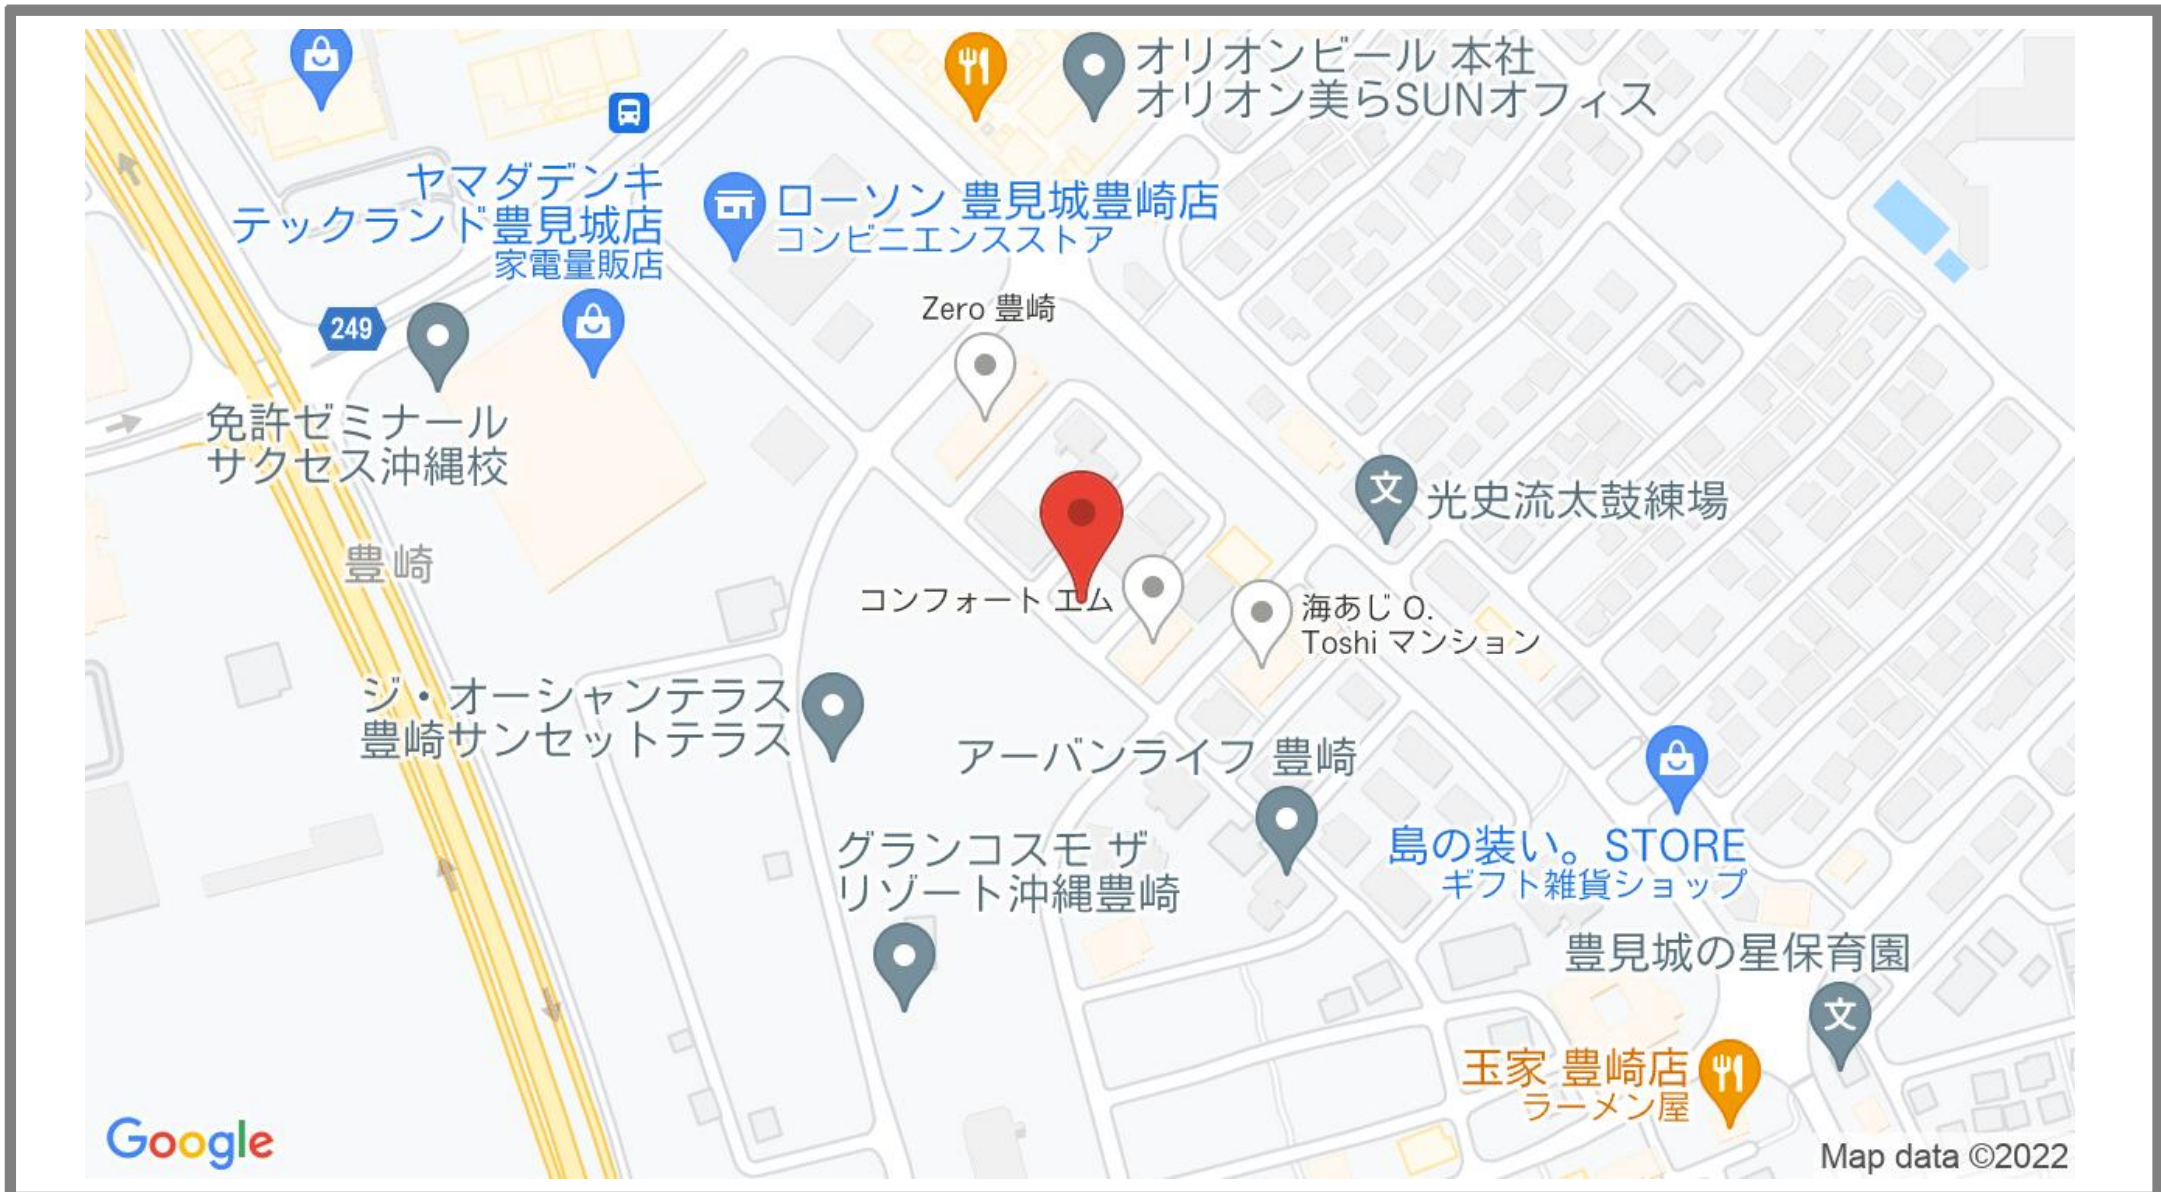 オリオンビール 本社
オリオン美らSUNオフィス
ヤマダデンキ
テックランド豊見城店
家電量販店
ローソン 豊見城豊崎店
コンビニエンスストア
249
Zero 豊崎
免許ゼミナール
サクセス沖縄校
文
光史流太鼓練場
豊崎
コンフォート エム
海あじ O.
Toshi マンション
ジ・オーシャンテラス
豊崎サンセットテラス
アーバンライフ 豊崎
グランコスモ ザ
リゾート沖縄豊崎
島の装い。STORE
ギフト雑貨ショップ
豊見城の星保育園
文
玉家 豊崎店
ラーメン屋
Google
Map data ©2022